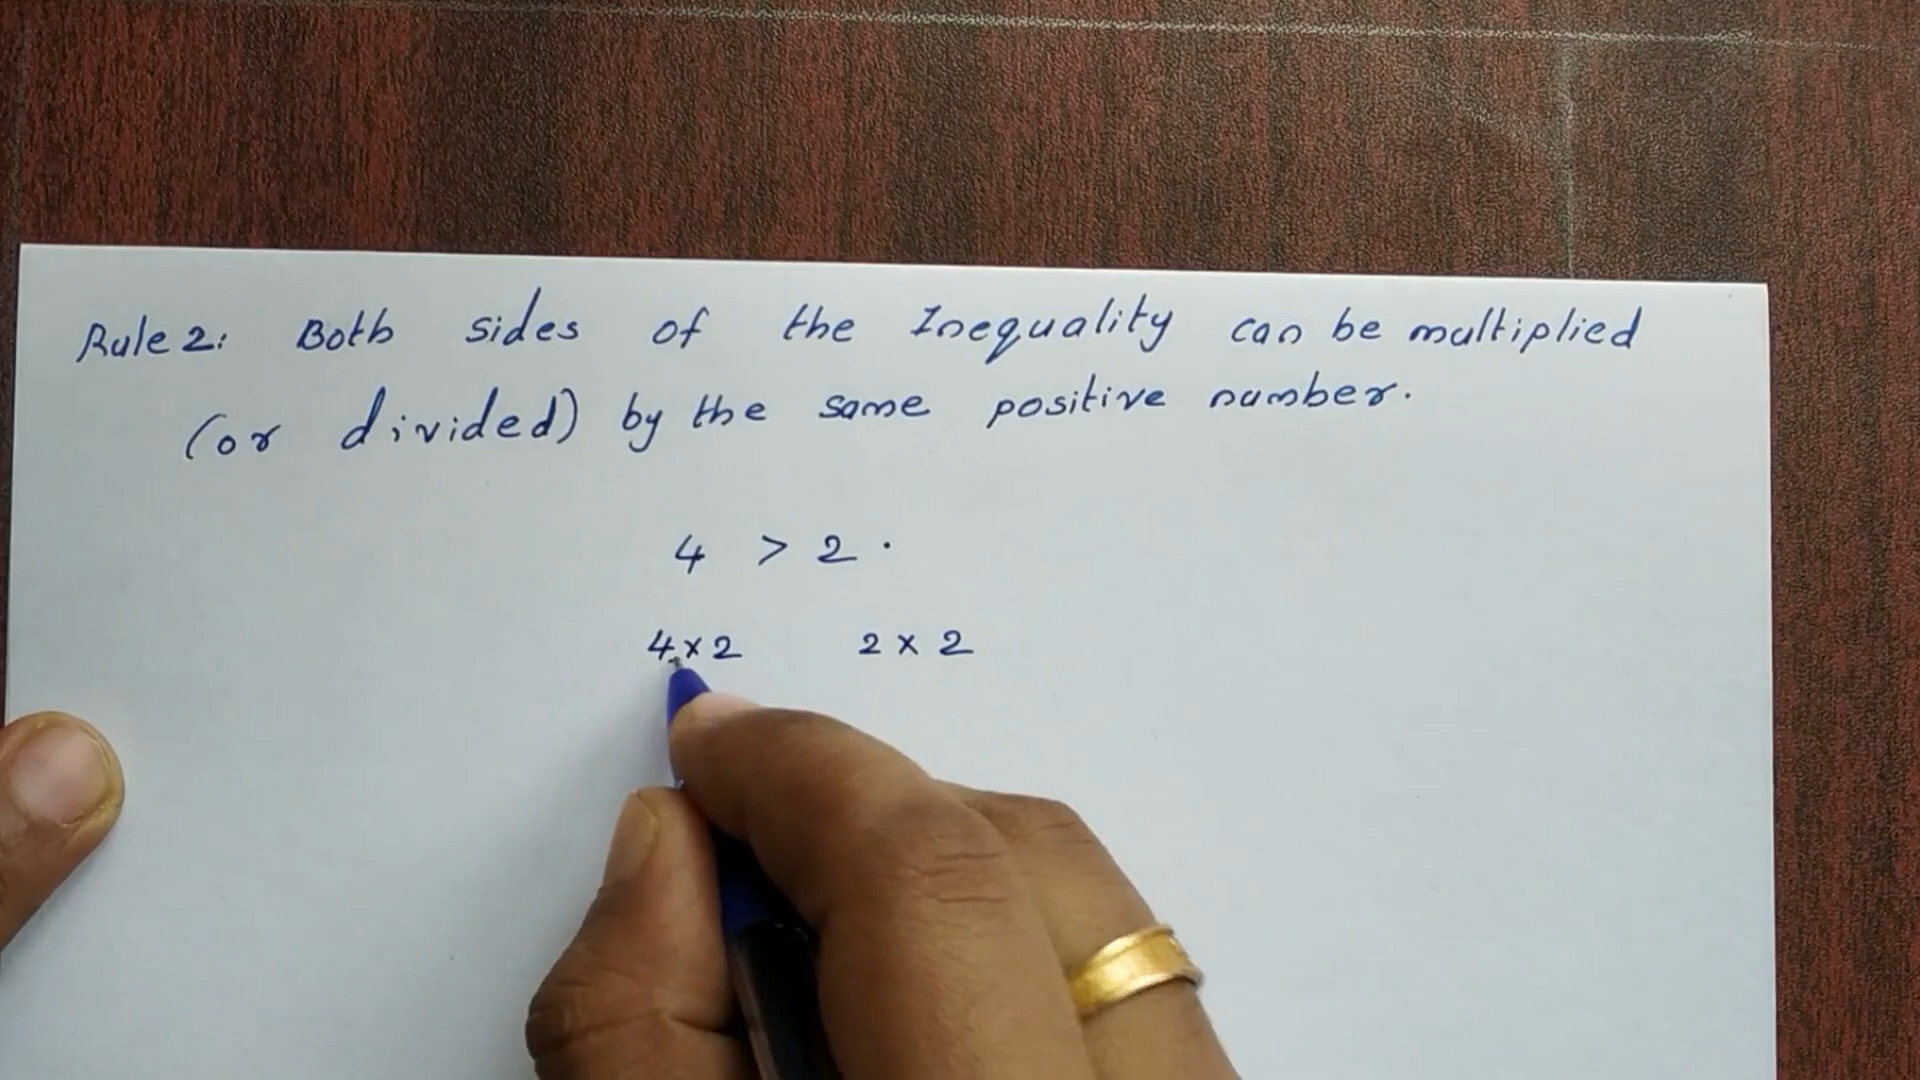 Rule 2: Both sides of the Inequality can be multiplied
(or divided) by the same positive number.
4 > 2 .
4 x 2 2 x 2